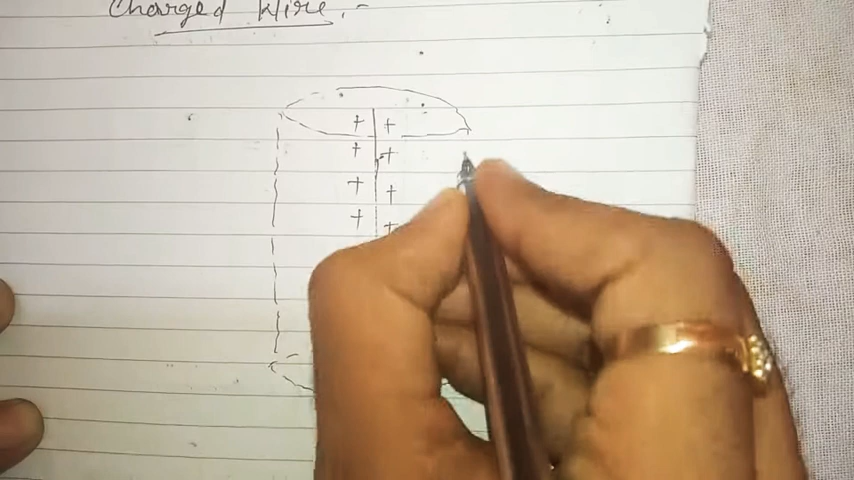 Charged Wire :-
+ +
+ +
+ +
+ +